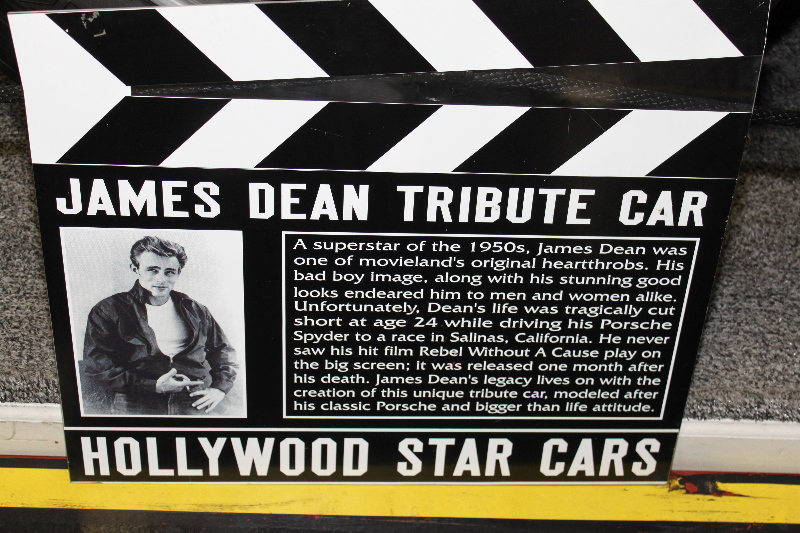 JAMES DEAN TRIBUTE CAR
A superstar of the 1950s, James Dean was
one of movieland's original heartthrobs. His
bad boy image, along with his stunning good
looks endeared him to men and women alike.
Unfortunately, Dean's life was tragically cut
short at age 24 while driving his Porsche
Spyder to a race in Salinas, California. He never
saw his hit film Rebel Without A Cause play on
the big screen; it was released one month after
his death. James Dean's legacy lives on with the
creation of this unique tribute car, modeled after
his classic Porsche and bigger than life attitude.
HOLLYWOOD STAR CARS